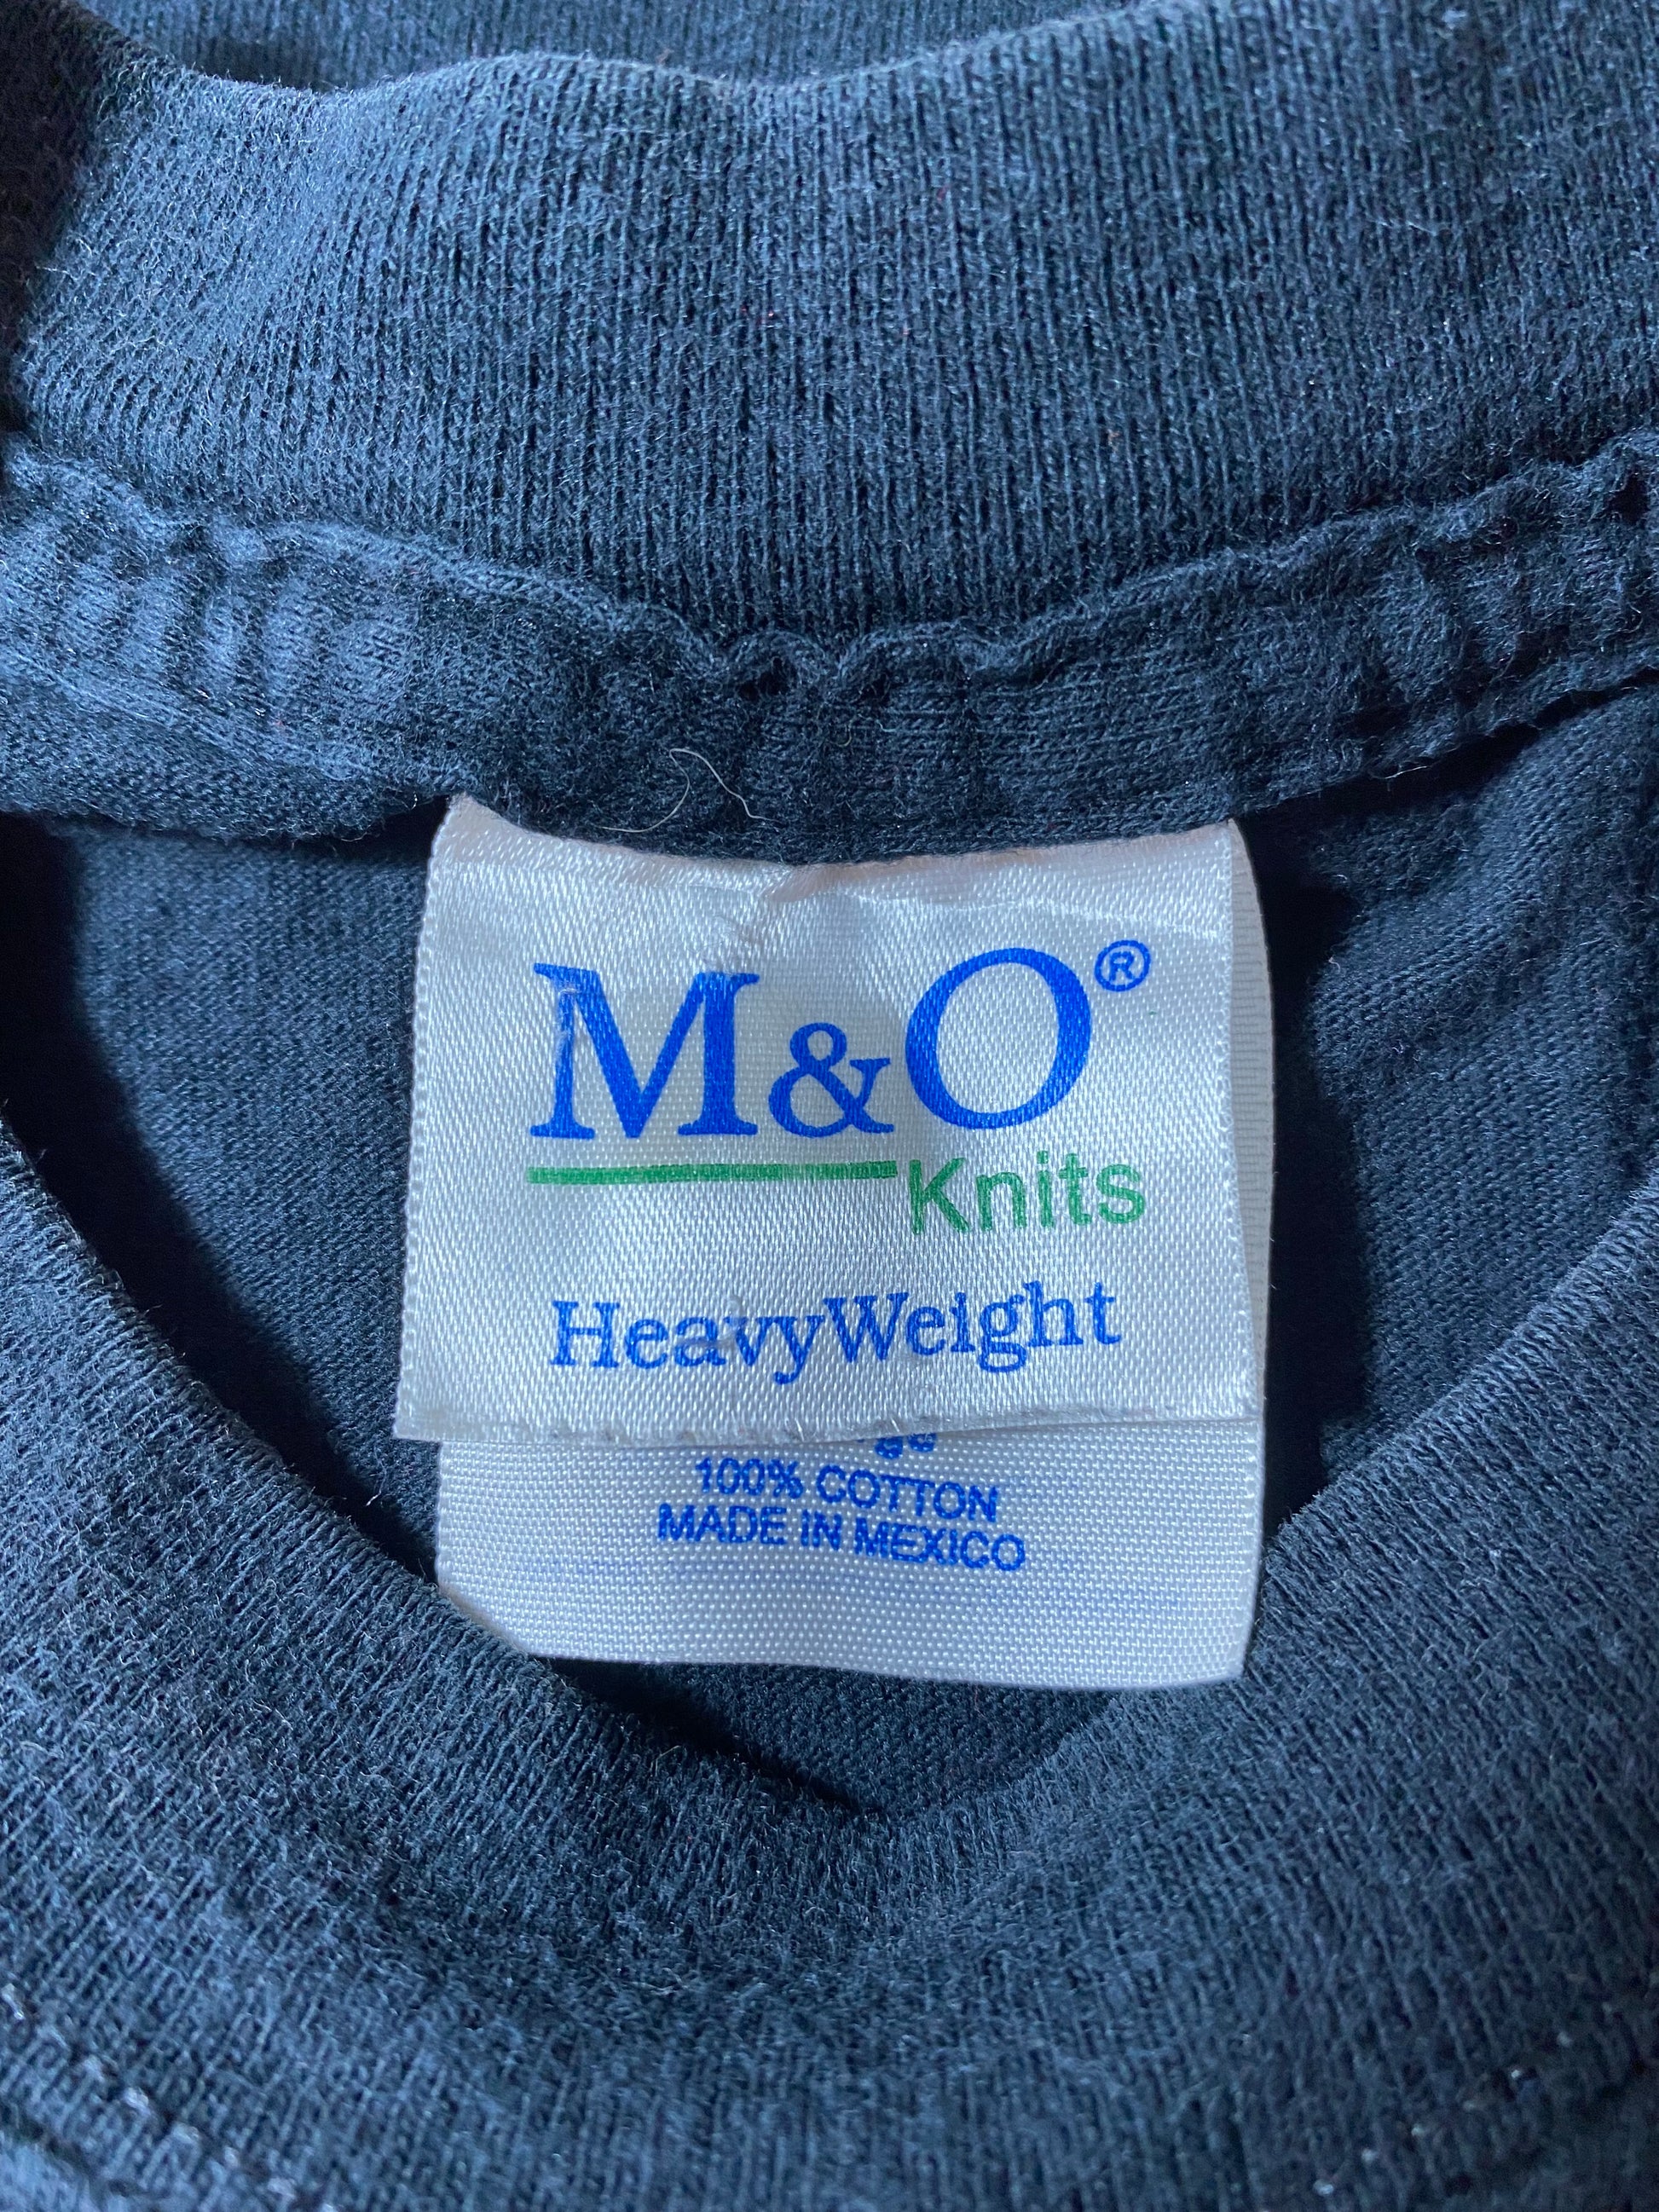 M&O®
Knits
HeavyWeight
100% COTTON
MADE IN MEXICO